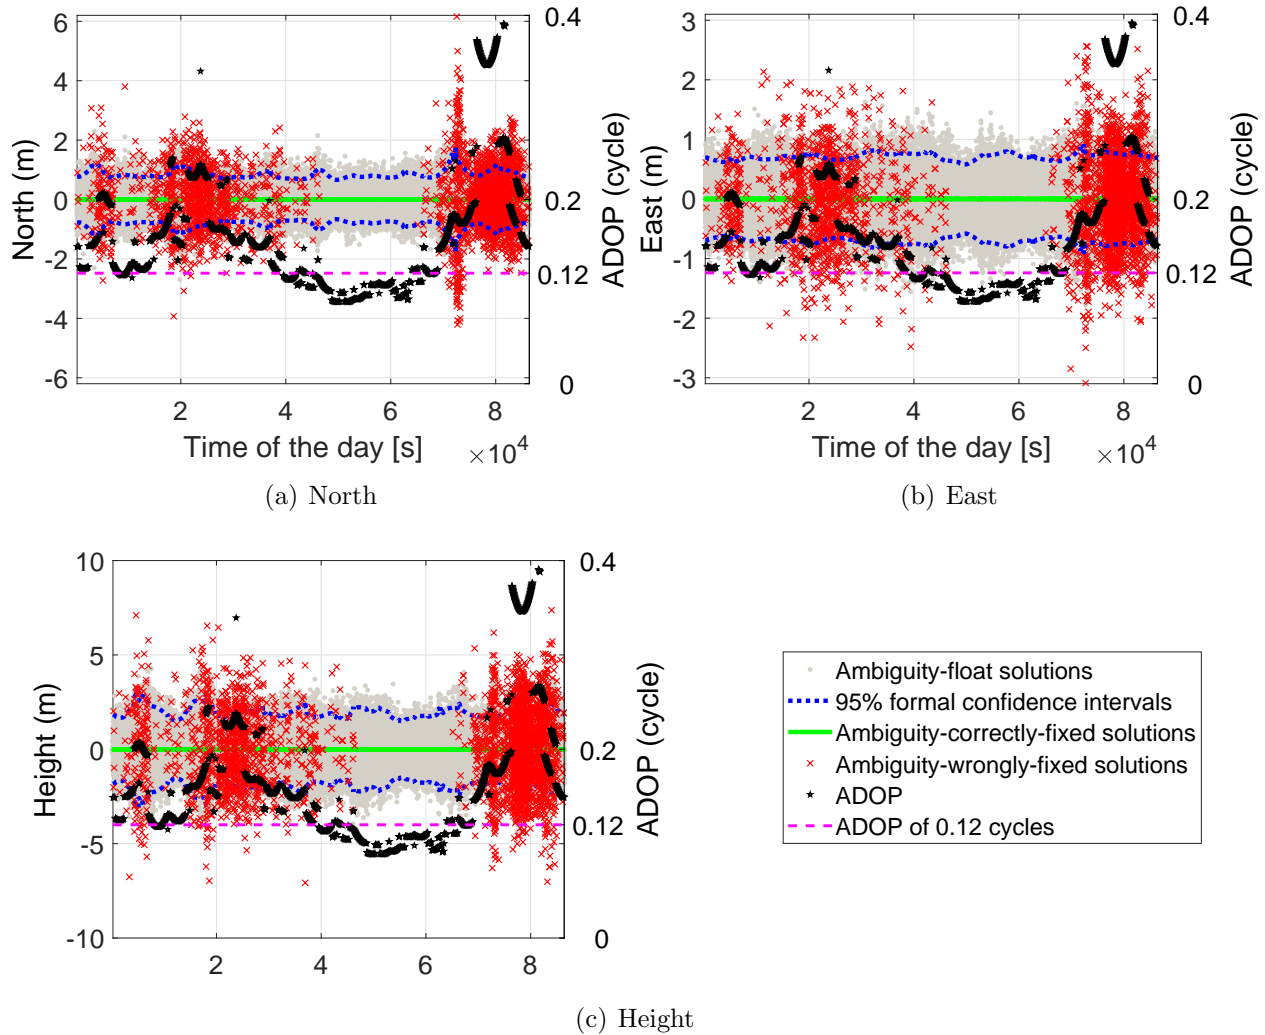 6
4
2
0
-2
-4
-6
North (m)
0.4
0.2
0.12
0
ADOP (cycle)
2
4
6
8
Time of the day [s]
×10^4
(a) North
3
2
1
0
-1
-2
-3
East (m)
0.4
0.2
0.12
0
ADOP (cycle)
2
4
6
8
Time of the day [s]
×10^4
(b) East
10
5
0
-5
-10
Height (m)
0.4
0.2
0.12
0
ADOP (cycle)
2
4
6
8
(c) Height
Ambiguity-float solutions
95% formal confidence intervals
Ambiguity-correctly-fixed solutions
Ambiguity-wrongly-fixed solutions
ADOP
ADOP of 0.12 cycles